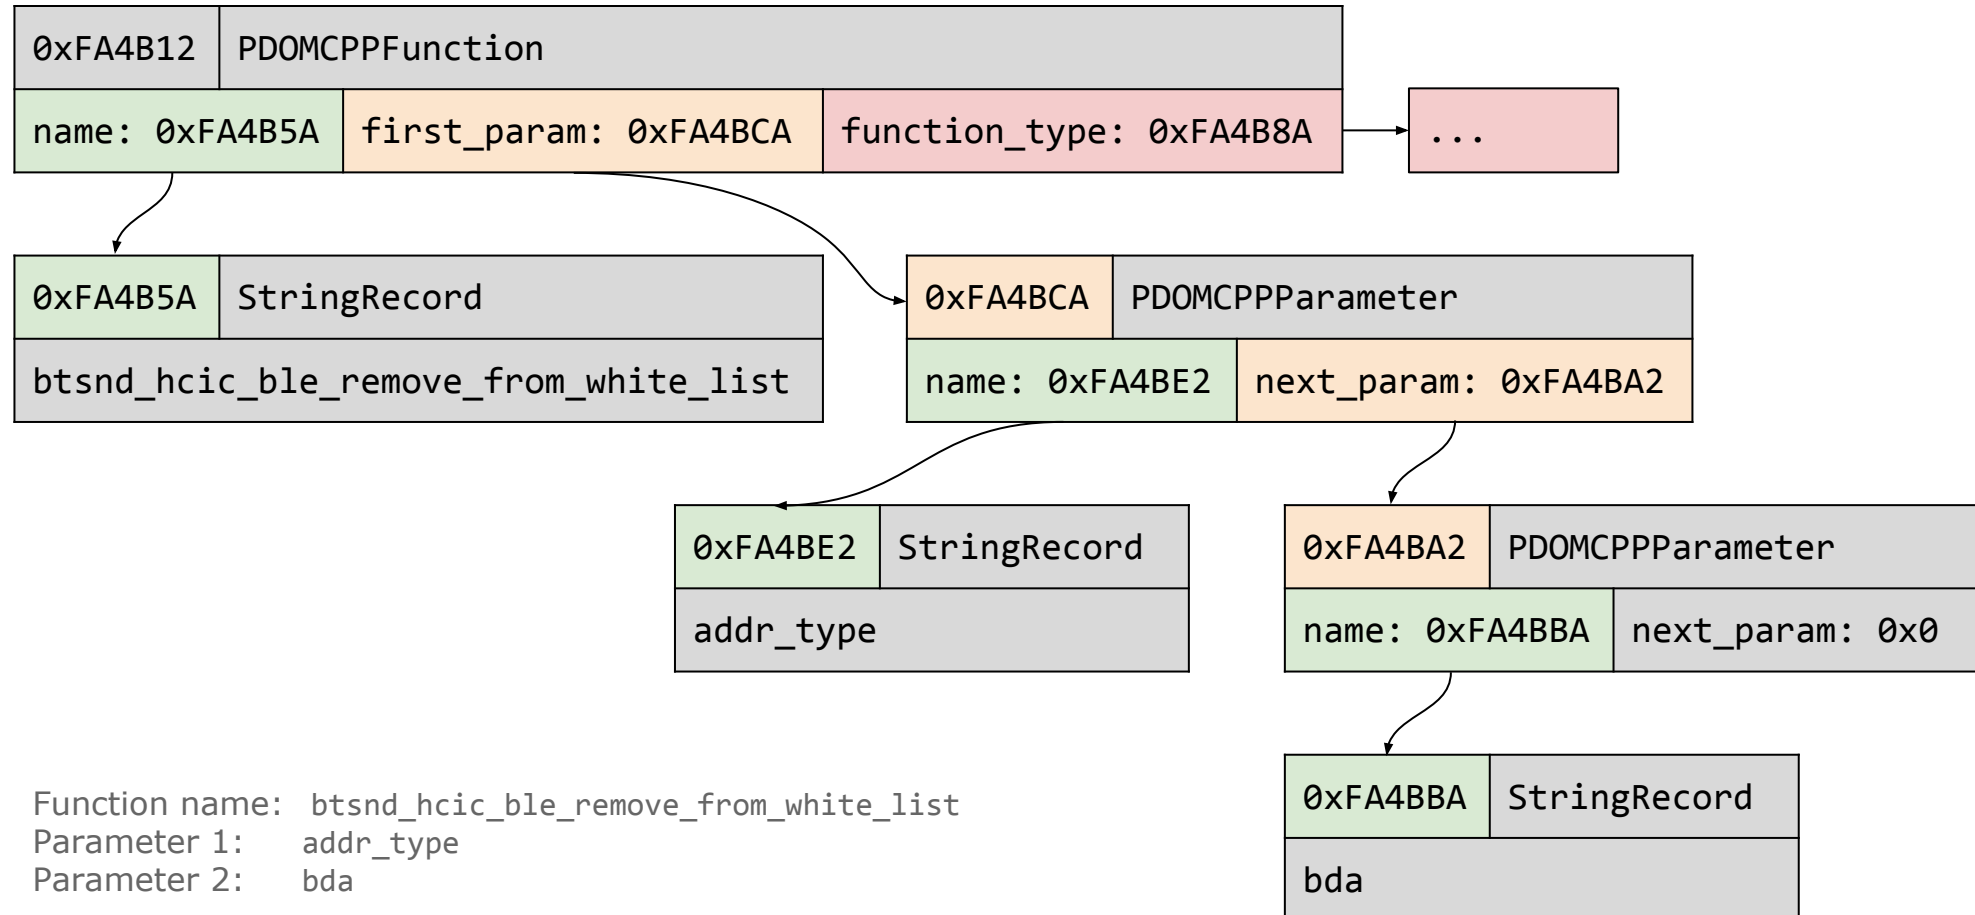 0xFA4B12 PDOMCPPFunction
name: 0xFA4B5A first_param: 0xFA4BCA function_type: 0xFA4B8A ...
0xFA4B5A StringRecord
btsnd_hcic_ble_remove_from_white_list
0xFA4BCA PDOMCPPParameter
name: 0xFA4BE2 next_param: 0xFA4BA2
0xFA4BE2 StringRecord
addr_type
0xFA4BA2 PDOMCPPParameter
name: 0xFA4BBA next_param: 0x0
0xFA4BBA StringRecord
bda
Function name: btsnd_hcic_ble_remove_from_white_list
Parameter 1: addr_type
Parameter 2: bda